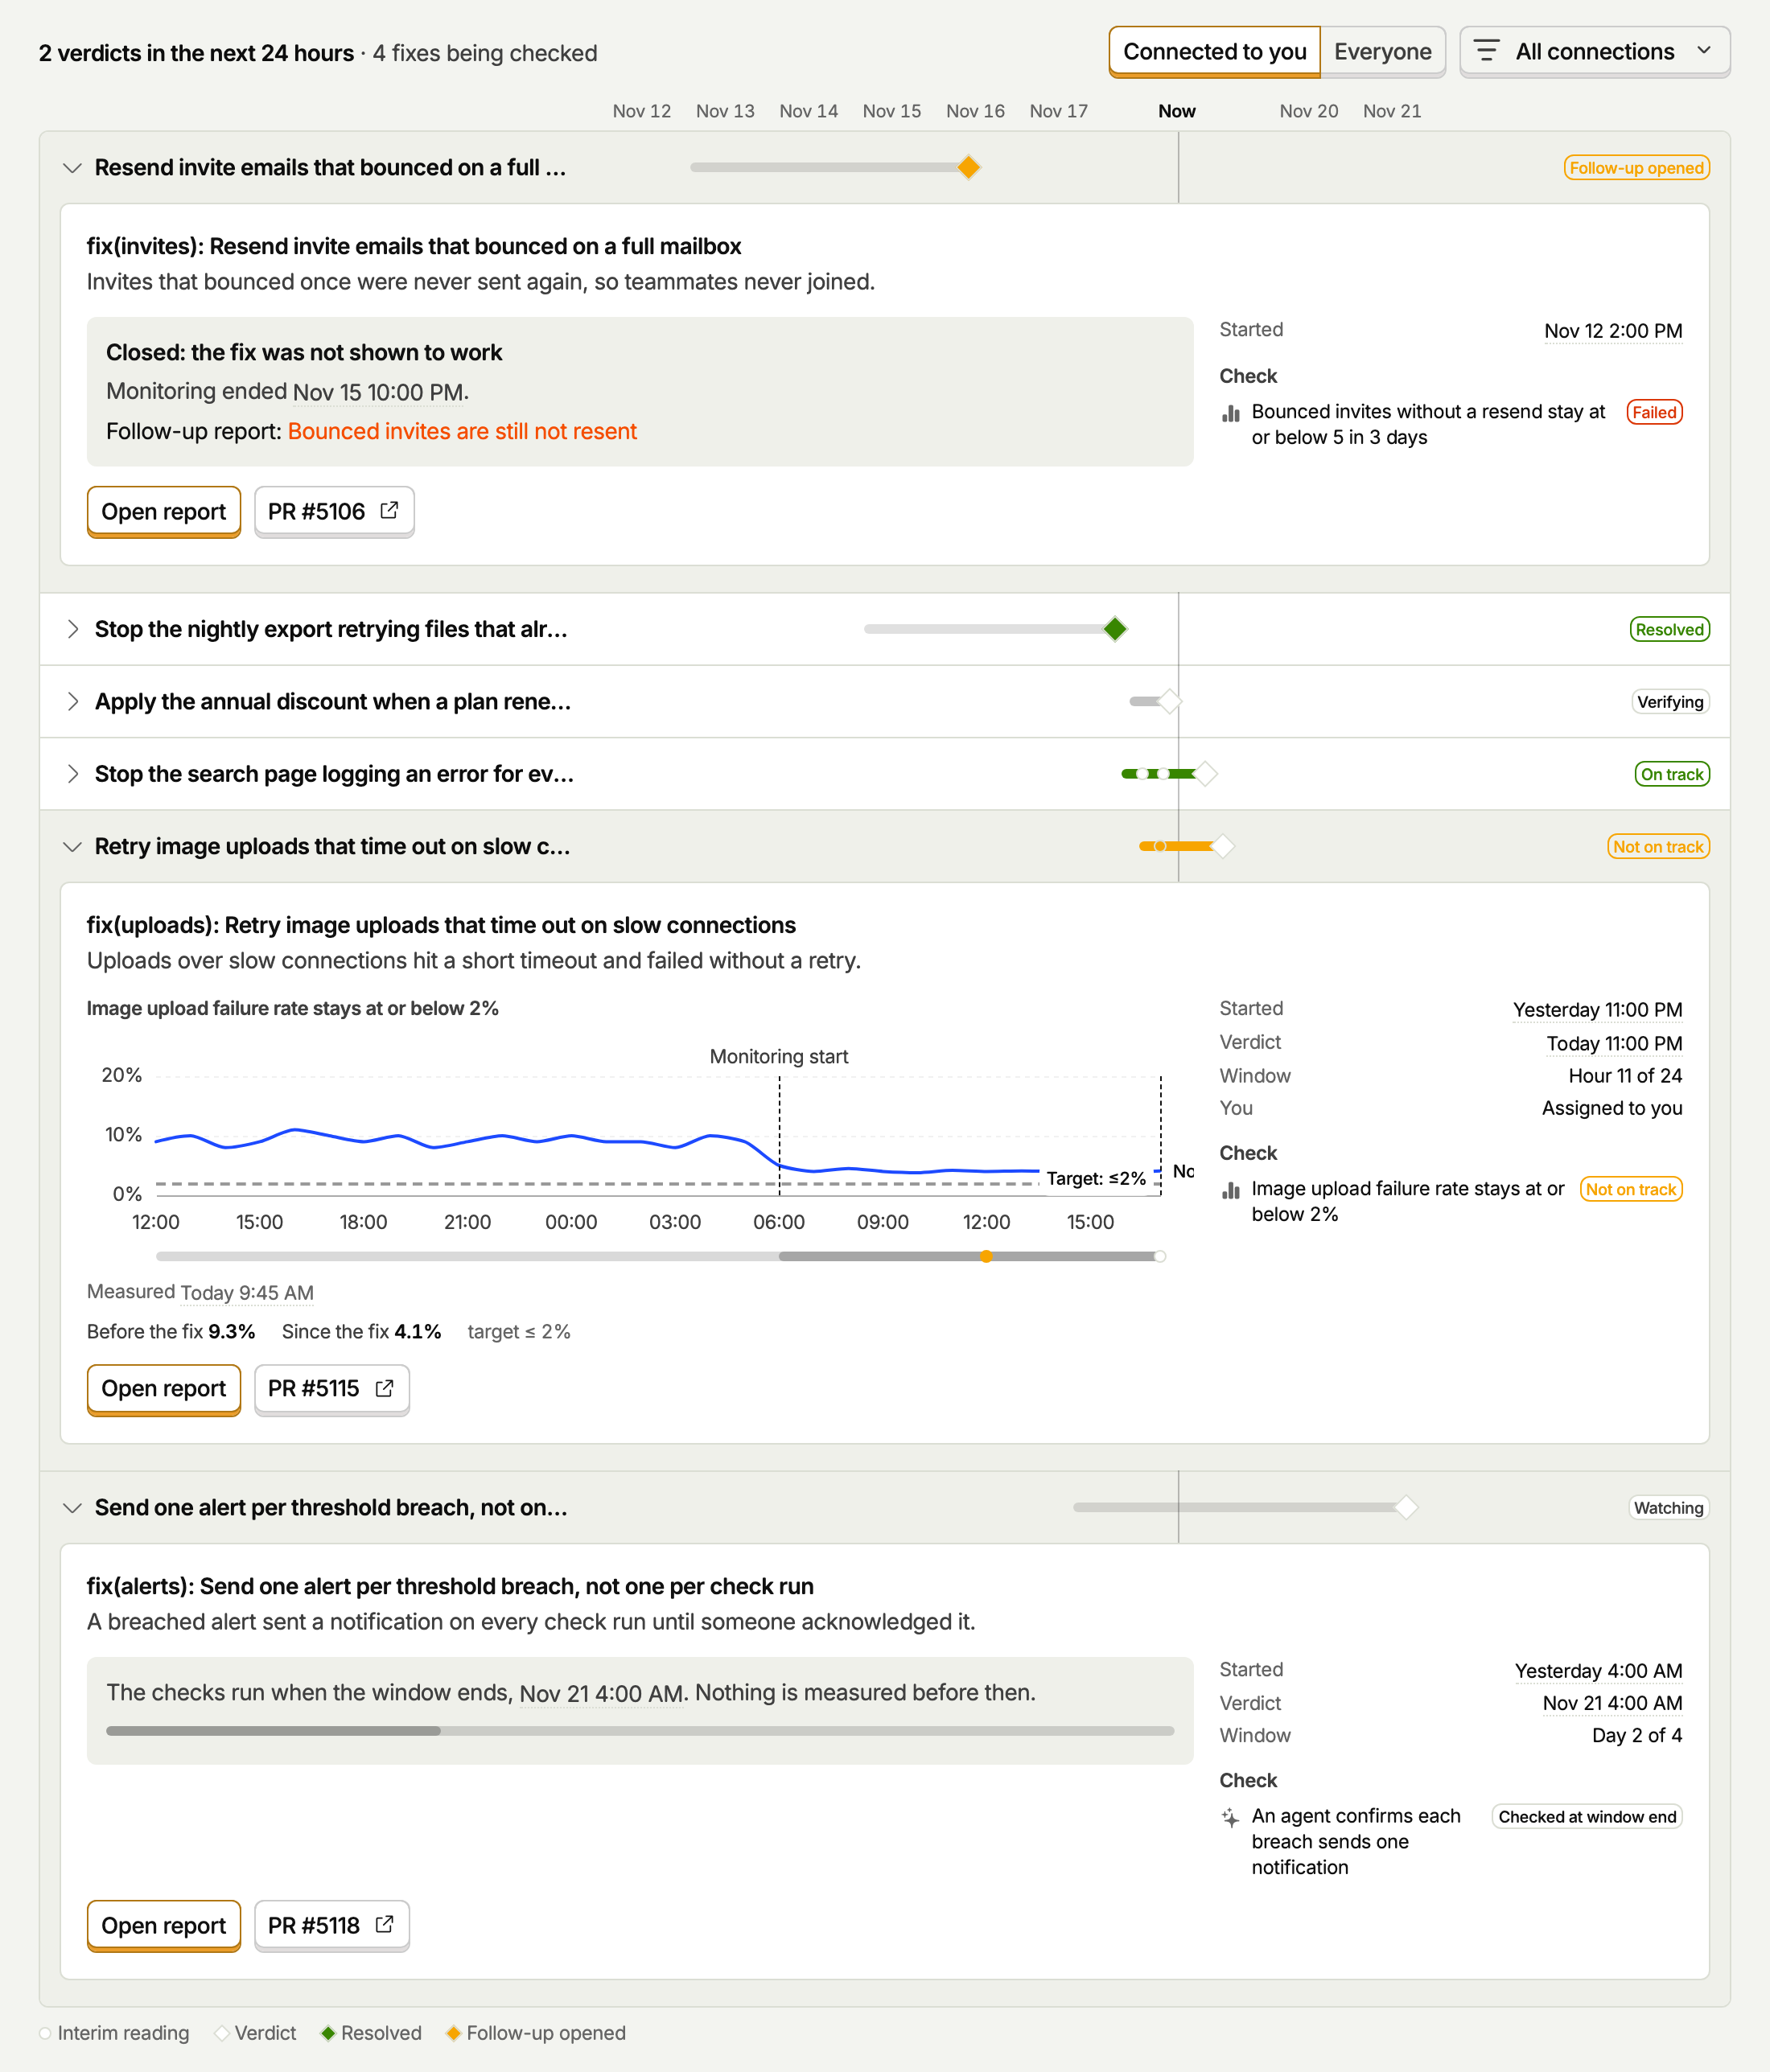 2 verdicts in the next 24 hours · 4 fixes being checked
Connected to you
Everyone
All connections
Nov 12 Nov 13 Nov 14 Nov 15 Nov 16 Nov 17 Now Nov 20 Nov 21
Resend invite emails that bounced on a full ...
Follow-up opened
fix(invites): Resend invite emails that bounced on a full mailbox
Invites that bounced once were never sent again, so teammates never joined.
Closed: the fix was not shown to work
Monitoring ended Nov 15 10:00 PM.
Follow-up report: Bounced invites are still not resent
Started Nov 12 2:00 PM
Check
Bounced invites without a resend stay at
or below 5 in 3 days
Failed
Open report
PR #5106
Stop the nightly export retrying files that alr...
Resolved
Apply the annual discount when a plan rene...
Verifying
Stop the search page logging an error for ev...
On track
Retry image uploads that time out on slow c...
Not on track
fix(uploads): Retry image uploads that time out on slow connections
Uploads over slow connections hit a short timeout and failed without a retry.
Image upload failure rate stays at or below 2%
Monitoring start
20%
10%
0%
Target: ≤2%
No
12:00 15:00 18:00 21:00 00:00 03:00 06:00 09:00 12:00 15:00
Measured Today 9:45 AM
Before the fix 9.3% Since the fix 4.1% target ≤ 2%
Started Yesterday 11:00 PM
Verdict Today 11:00 PM
Window Hour 11 of 24
You Assigned to you
Check
Image upload failure rate stays at or
below 2%
Not on track
Open report
PR #5115
Send one alert per threshold breach, not on...
Watching
fix(alerts): Send one alert per threshold breach, not one per check run
A breached alert sent a notification on every check run until someone acknowledged it.
The checks run when the window ends, Nov 21 4:00 AM. Nothing is measured before then.
Started Yesterday 4:00 AM
Verdict Nov 21 4:00 AM
Window Day 2 of 4
Check
An agent confirms each
breach sends one
notification
Checked at window end
Open report
PR #5118
Interim reading
Verdict
Resolved
Follow-up opened